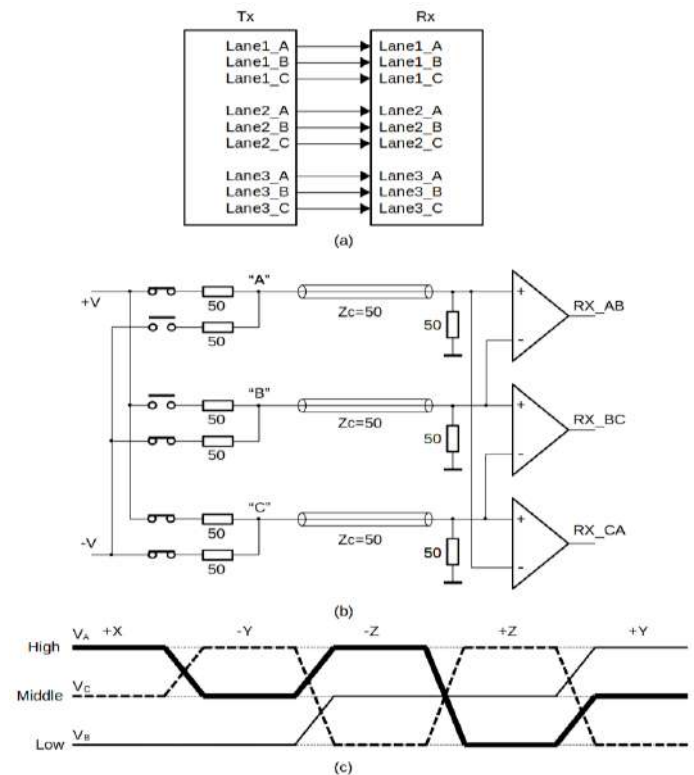 Tx Rx
Lane1_A Lane1_A
Lane1_B Lane1_B
Lane1_C Lane1_C
Lane2_A Lane2_A
Lane2_B Lane2_B
Lane2_C Lane2_C
Lane3_A Lane3_A
Lane3_B Lane3_B
Lane3_C Lane3_C
(a)
+V
50
"A"
Zc=50
50
+
-
RX_AB
50
50
"B"
Zc=50
50
+
-
RX_BC
50
-V
50
"C"
Zc=50
50
+
-
RX_CA
50
(b)
VA +X -Y -Z +Z +Y
High
Middle VC
Low VB
(c)